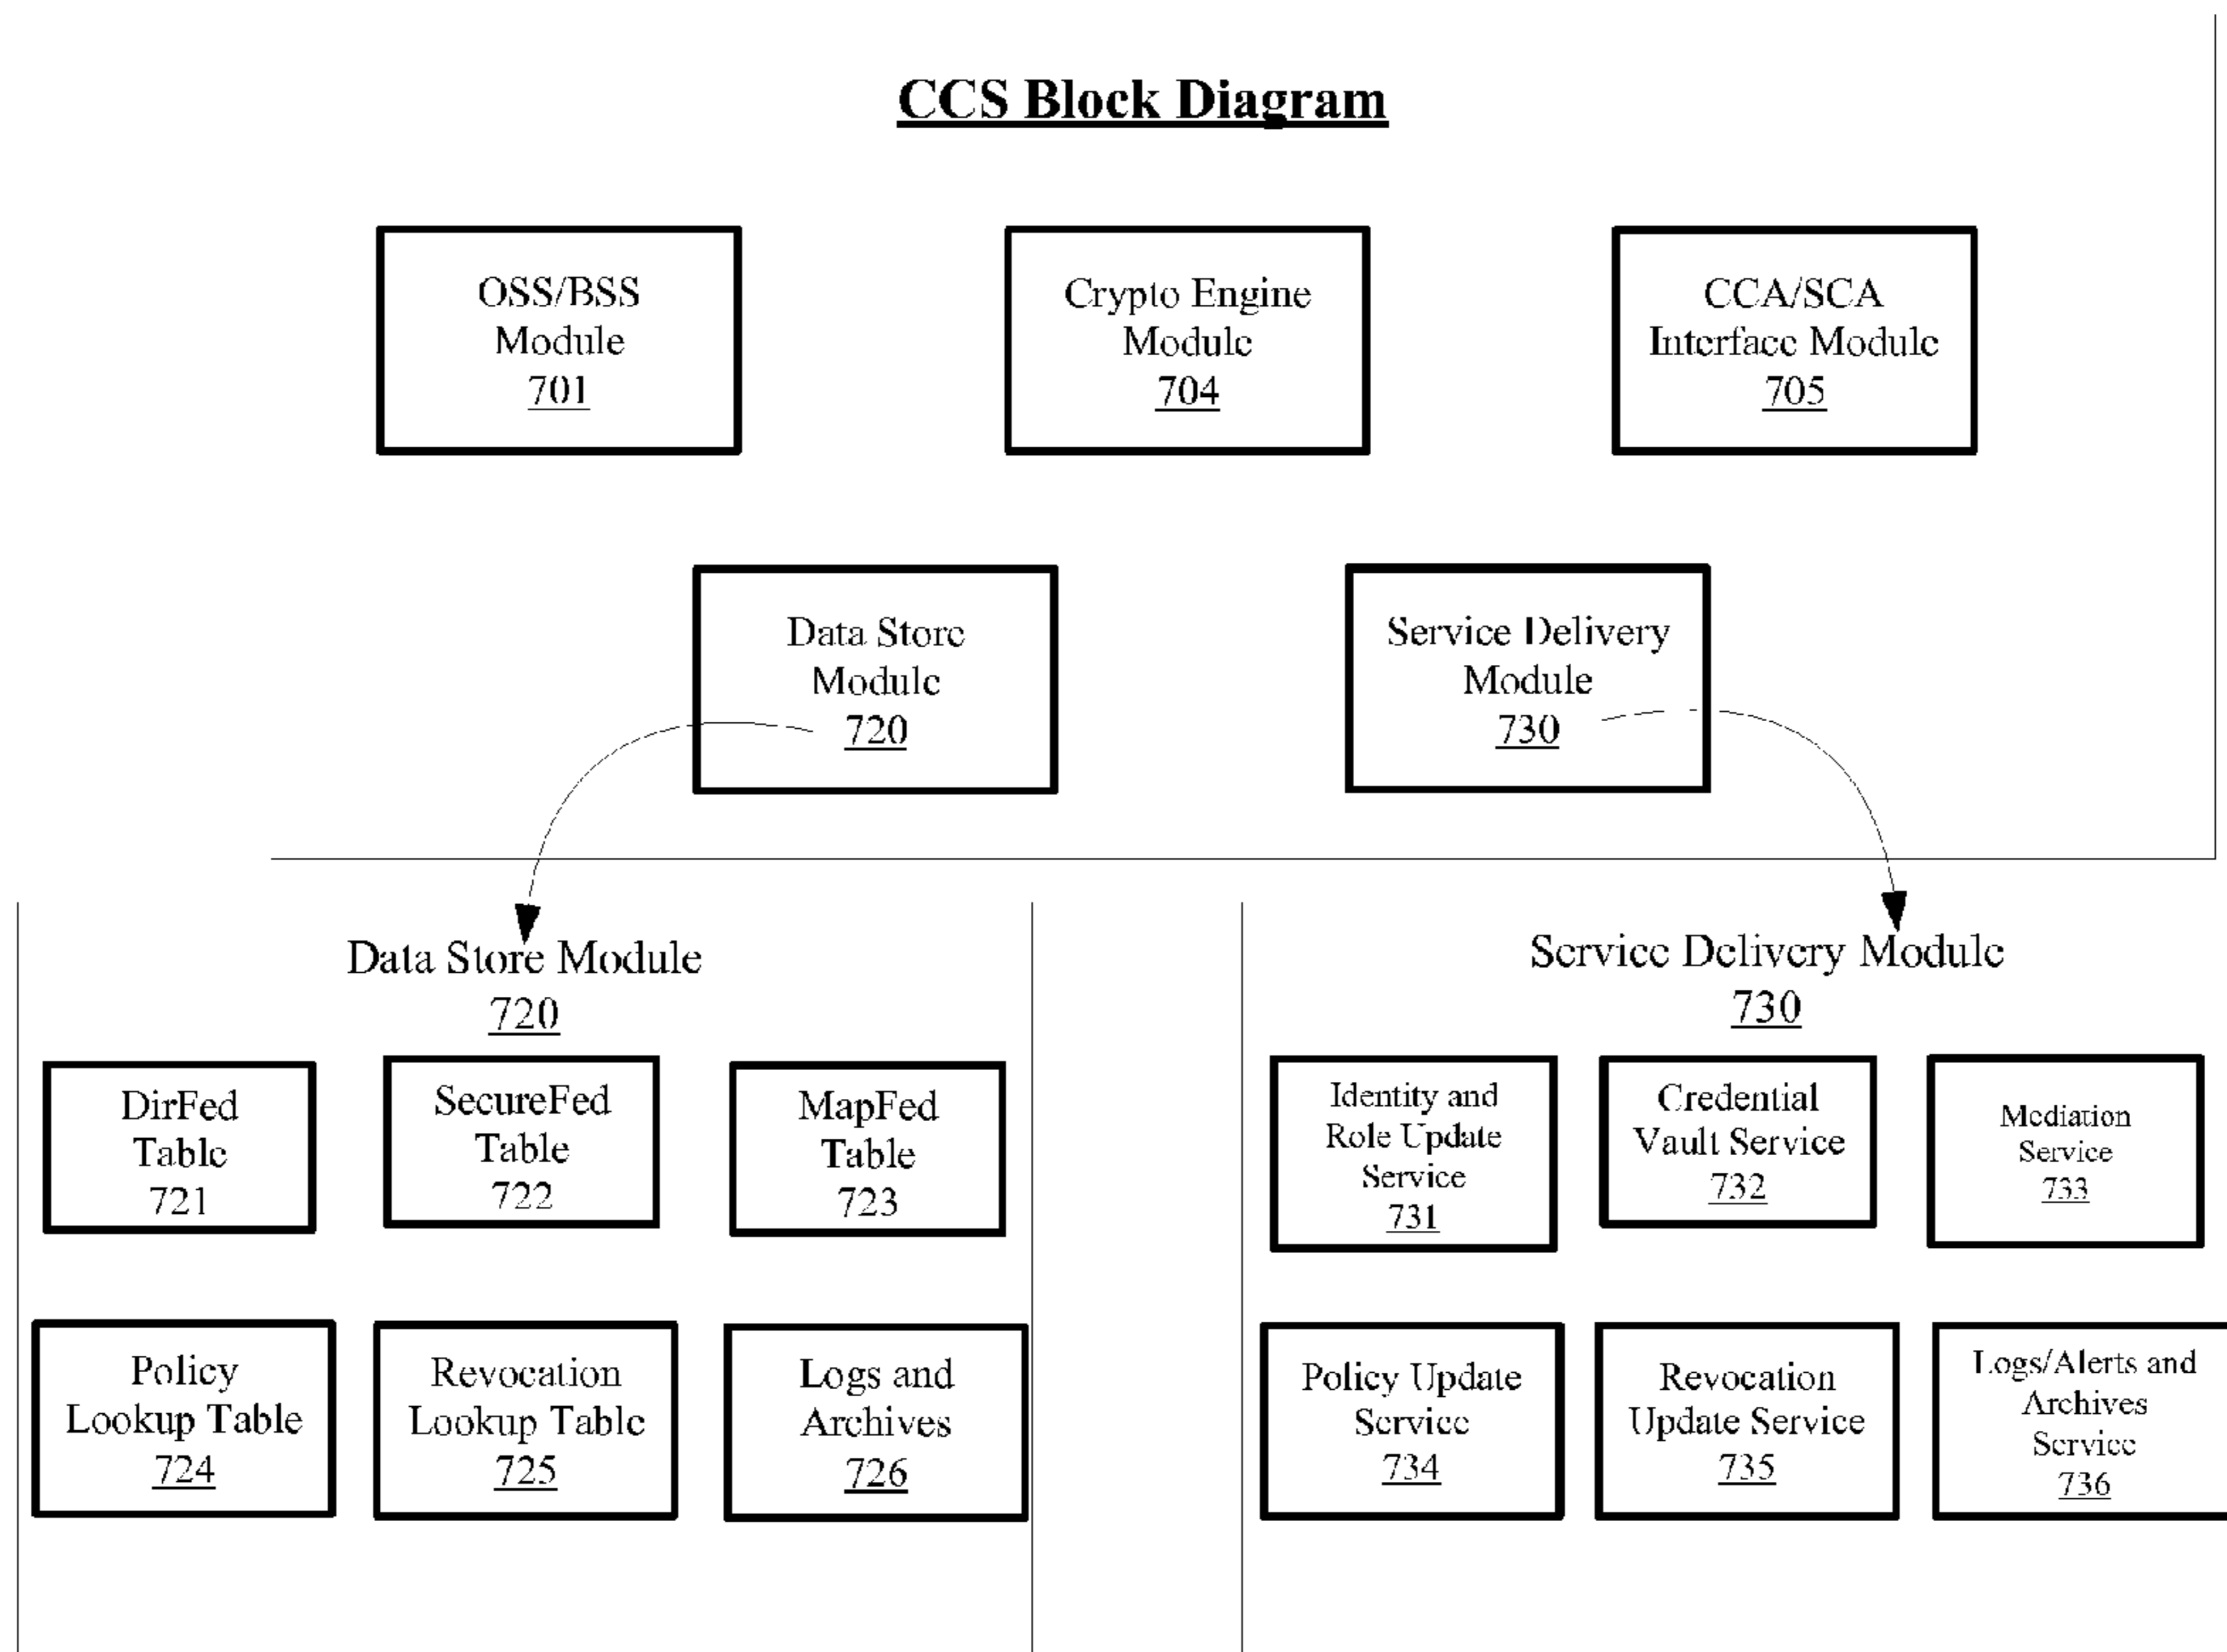 CCS Block Diagram
OSS/BSS
Module
701
Crypto Engine
Module
704
CCA/SCA
Interface Module
705
Data Store
Module
720
Service Delivery
Module
730
Data Store Module
720
DirFed
Table
721
SecureFed
Table
722
MapFed
Table
723
Policy
Lookup Table
724
Revocation
Lookup Table
725
Logs and
Archives
726
Service Delivery Module
730
Identity and
Role Update
Service
731
Credential
Vault Service
732
Mediation
Service
733
Policy Update
Service
734
Revocation
Update Service
735
Logs/Alerts and
Archives
Service
736